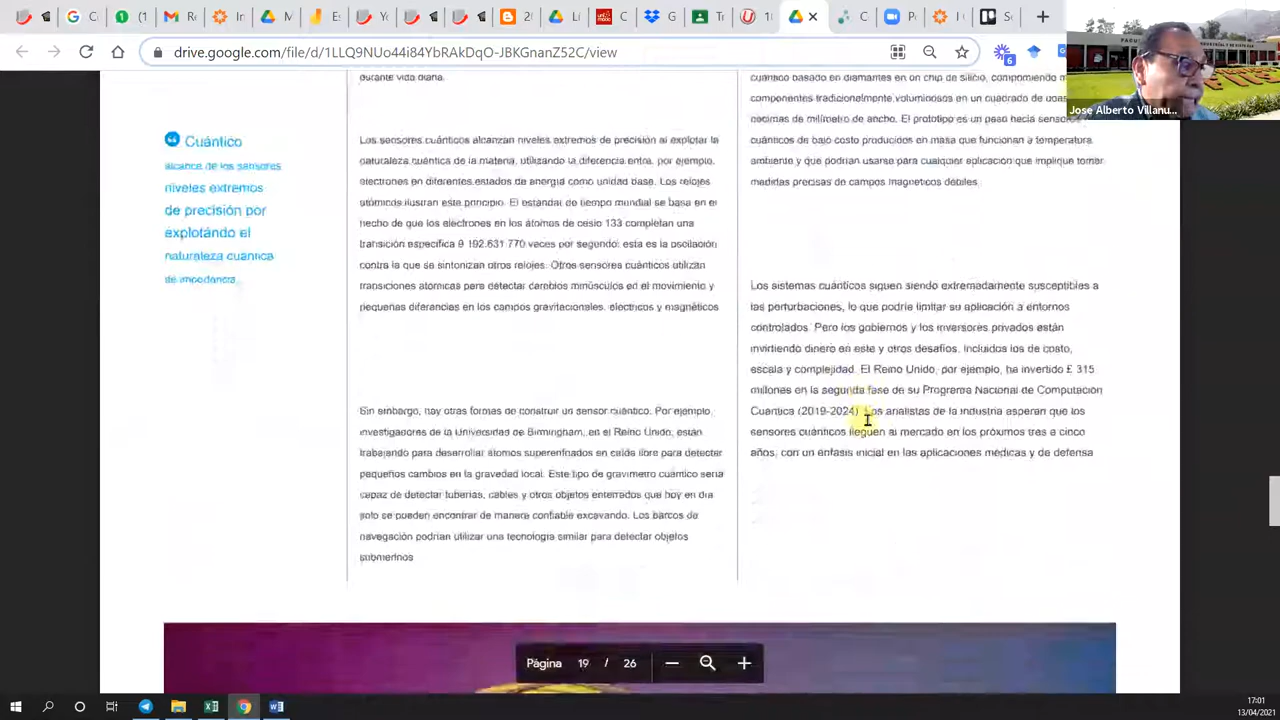 Re
Es
Yo
2(
Li
C
G
Te
1(
C
Za
I (
So
drive.google.com/file/d/1LLQ9NUo44i84YbRAkDqO-JBKGnanZ52C/view
6
Jose Alberto Villanu...
durante vida diana.
Cuántico
alcance de los sensores
niveles extremos
de precisión por
explotándo el
naturaleza cuantica
de
Los sensores cuánticos alcanzan niveles extremos de precisión al explotar la
naturaleza cuántica de la materia, utilizando la diferencia entre, por ejemplo,
electrones en diferentes estados de energía como unidad base. Los relojes
atómicos ilustran este principio. El estándar de tiempo mundial se basa en el
hecho de que los electrones en los átomos de cesio 133 completan una
transición específica 9 192.631.770 veces por segundo: esta es la oscilación
contra la que se sintonizan otros relojes. Otros sensores cuánticos utilizan
transiciones atómicas para detectar cambios minúsculos en el movimiento y
pequeñas diferencias en los campos gravitacionales, eléctricos y magnéticos
Sin embargo, hay otras formas de construir un sensor cuántico. Por ejemplo,
investigadores de la Universidad de Birmingham, en el Reino Unido, están
trabajando para desarrollar átomos superenfriados en caída libre para detectar
pequeños cambios en la gravedad local. Este tipo de gravímetro cuántico sería
capaz de detectar tuberías, cables y otros objetos enterrados que hoy en día
solo se pueden encontrar de manera confiable excavando. Los barcos de
navegación podrían utilizar una tecnología similar para detectar objetos
submarinos
cuántico basado en diamantes en un chip de silicio, comprimiendo
componentes tradicionalmente voluminosos en un cuadrado de unas
décimas de milímetro de ancho. El prototipo es un paso hacia sensores
cuánticos de bajo costo producidos en masa que funcionan a temperatura
ambiente y que podrían usarse para cualquier aplicación que implique tomar
medidas precisas de campos magnéticos débiles
Los sistemas cuánticos siguen siendo extremadamente susceptibles a
las perturbaciones, lo que podría limitar su aplicación a entornos
controlados. Pero los gobiernos y los inversores privados están
invirtiendo dinero en este y otros desafíos, incluidos los de costo,
escala y complejidad. El Reino Unido, por ejemplo, ha invertido £ 315
millones en la segunda fase de su Programa Nacional de Computación
Cuántica (2019-2024). Los analistas de la industria esperan que los
sensores cuánticos lleguen al mercado en los próximos tres a cinco
años, con un énfasis inicial en las aplicaciones médicas y de defensa
Página 19 / 26
17:01
13/04/2021